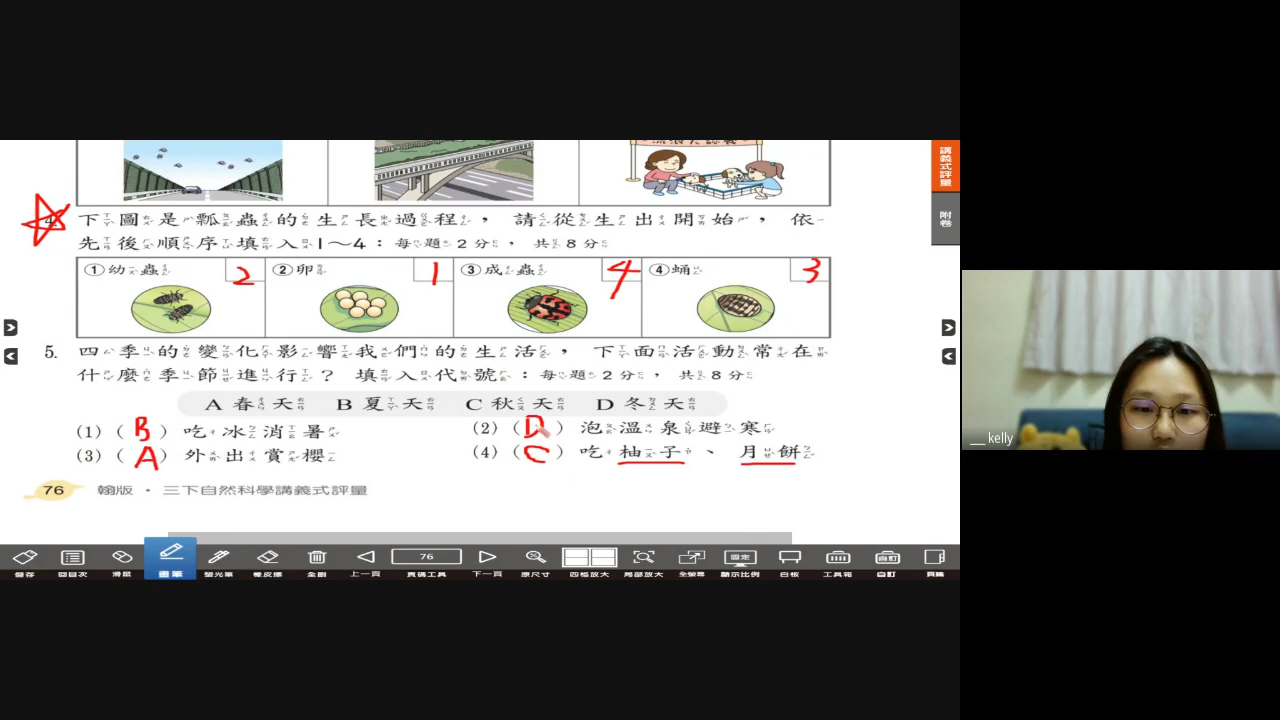 講義式評量
附卷
4. 下圖是瓢蟲的生長過程，請從生出開始，依
先後順序填入1～4：每題2分，共8分
①幼蟲 2 ②卵 1 ③成蟲 4 ④蛹 3
5. 四季的變化影響我們的生活，下面活動常在
什麼季節進行？填入代號：每題2分，共8分
A 春天 B 夏天 C 秋天 D 冬天
(1)（B）吃冰消暑 (2)（D）泡溫泉避寒
(3)（A）外出賞櫻 (4)（C）吃柚子、月餅
76 翰版・三下自然科學講義式評量
___ kelly
76 固定 自訂
儲存 回目次 滑鼠 畫筆 螢光筆 橡皮擦 全刪 上一頁 頁碼工具 下一頁 原尺寸 四格放大 局部放大 全螢幕 顯示比例 白板 工具箱 自訂 頁籤